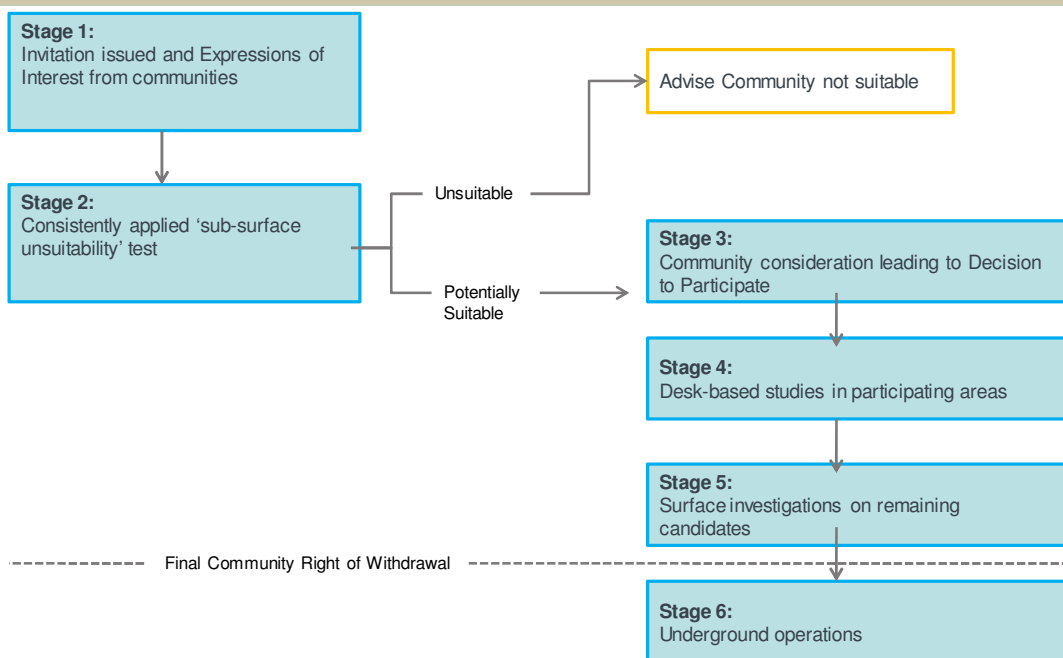 Stage 1:
Invitation issued and Expressions of
Interest from communities
Advise Community not suitable
Stage 2:
Consistently applied ‘sub-surface
unsuitability’ test
Unsuitable
Potentially
Suitable
Stage 3:
Community consideration leading to Decision
to Participate
Stage 4:
Desk-based studies in participating areas
Stage 5:
Surface investigations on remaining
candidates
Final Community Right of Withdrawal
Stage 6:
Underground operations